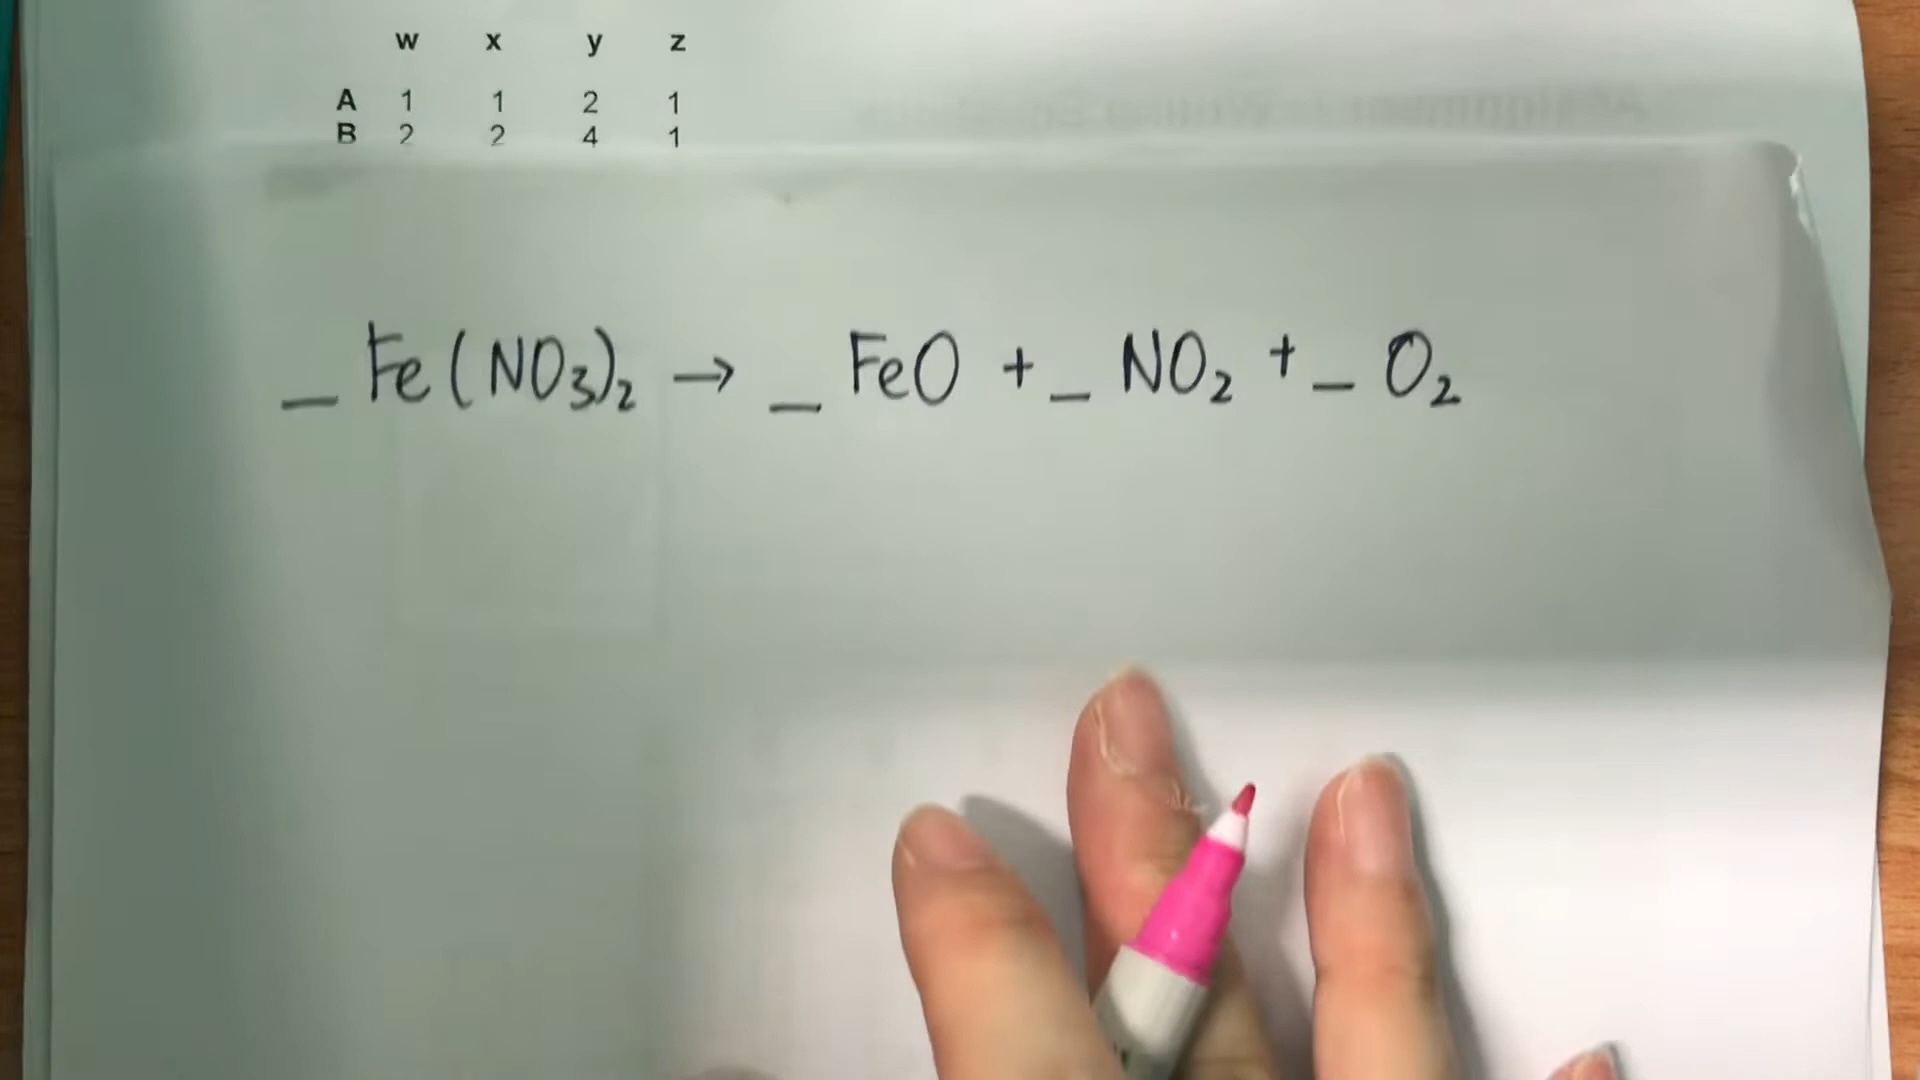 w x y z
A 1 1 2 1
B 2 2 4 1
_ Fe(NO₃)₂ → _ FeO + _ NO₂ + _ O₂